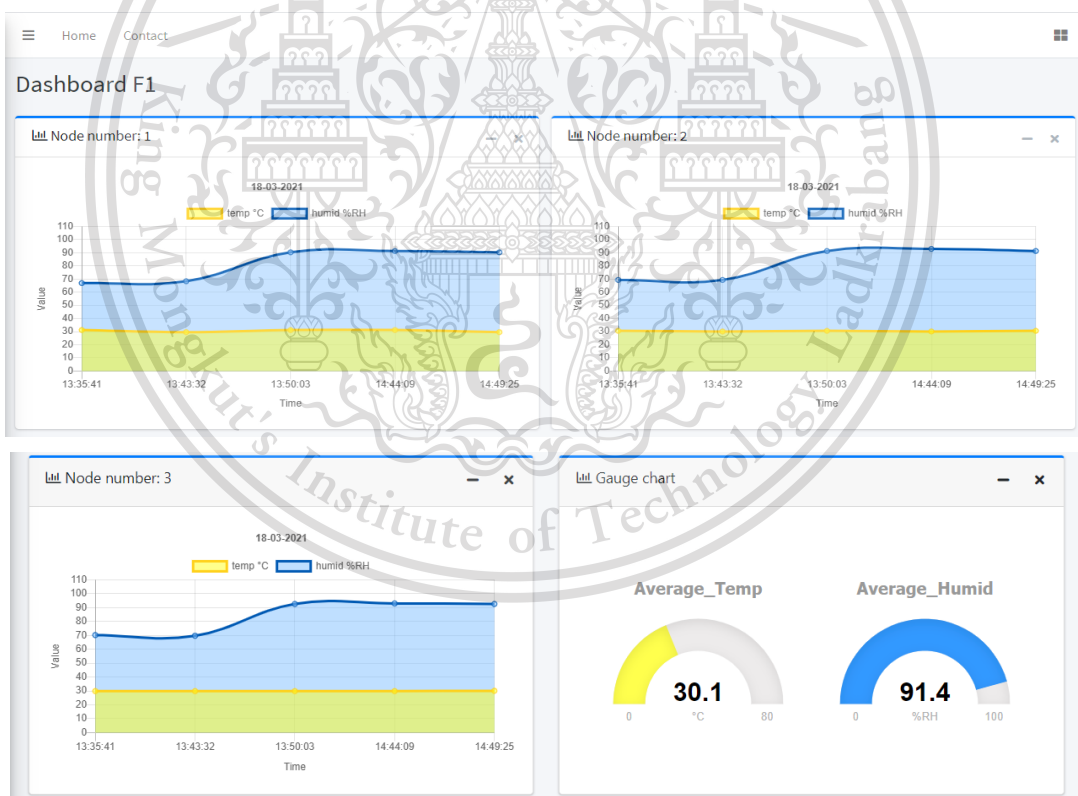 Home Contact
Dashboard F1
Node number: 1
18-03-2021
temp °C humid %RH
110
100
90
80
70
60
50
40
30
20
10
0
Value
13:35:41 13:43:32 13:50:03 14:44:09 14:49:25
Time
Node number: 2
18-03-2021
temp °C humid %RH
110
100
90
80
70
60
50
40
30
20
10
0
Value
13:35:41 13:43:32 13:50:03 14:44:09 14:49:25
Time
Node number: 3
18-03-2021
temp °C humid %RH
110
100
90
80
70
60
50
40
30
20
10
0
Value
13:35:41 13:43:32 13:50:03 14:44:09 14:49:25
Time
Gauge chart
Average_Temp
30.1
0 °C 80
Average_Humid
91.4
0 %RH 100
King Mongkut's Institute of Technology Ladkrabang